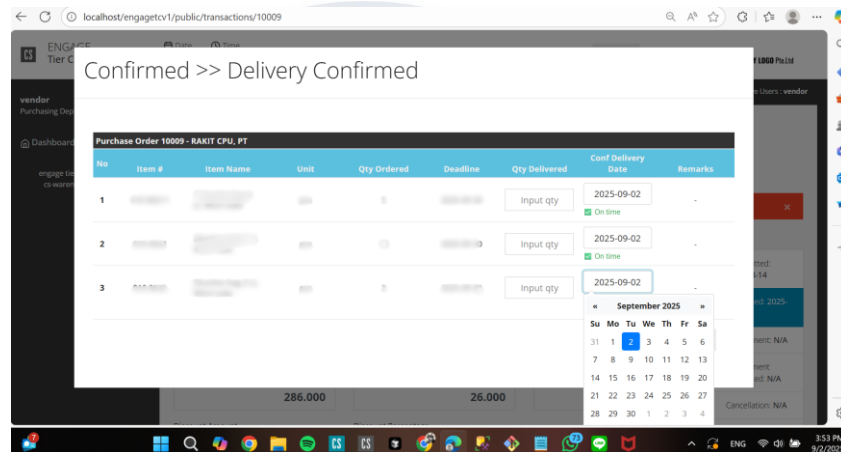 localhost/engagetcv1/public/transactions/10009
ENGAGE
Tier C
Date Time
LOGO Pte.Ltd
Confirmed >> Delivery Confirmed
vendor
Purchasing Dep
e Users : vendor
Dashboard
engage tie
cs-waren
Purchase Order 10009 - RAKIT CPU, PT
No Item # Item Name Unit Qty Ordered Deadline Qty Delivered Conf Delivery Date Remarks
1 Input qty 2025-09-02 -
On time
2 Input qty 2025-09-02 -
On time
3 Input qty 2025-09-02 -
« September 2025 »
Su Mo Tu We Th Fr Sa
31 1 2 3 4 5 6
7 8 9 10 11 12 13
14 15 16 17 18 19 20
21 22 23 24 25 26 27
28 29 30 1 2 3 4
tted:
-14
ed: 2025-
ment: N/A
ment
ed: N/A
Cancellation: N/A
286.000 26.000
ENG
3:53 PM
9/2/202